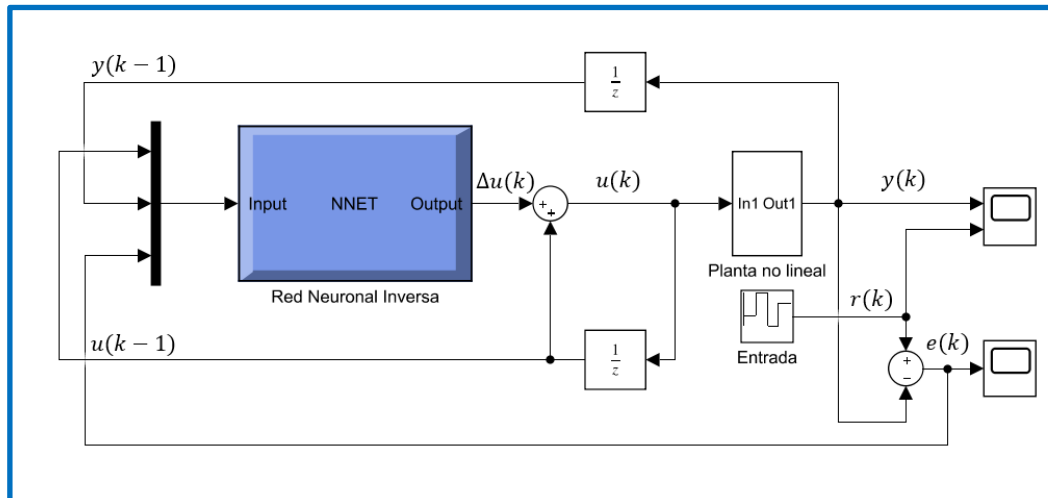 y(k − 1)
1
z
Input NNET Output
Δu(k)
+
+
u(k)
In1 Out1
y(k)
Planta no lineal
Red Neuronal Inversa
r(k)
Entrada
u(k − 1)
1
z
+
−
e(k)